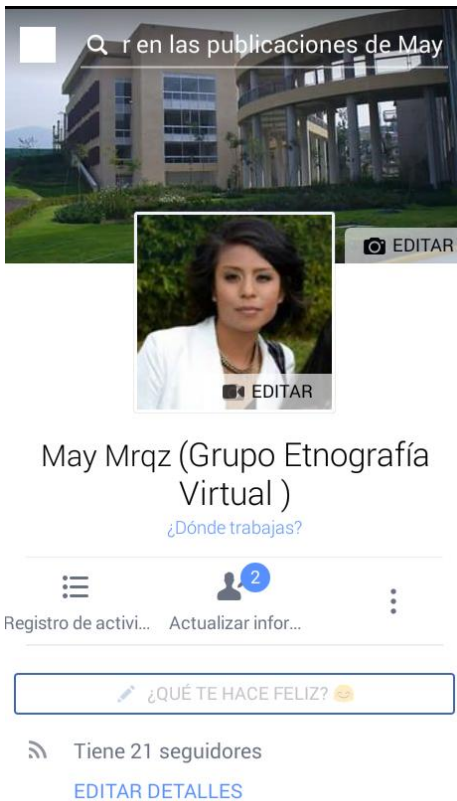 r en las publicaciones de May
EDITAR
EDITAR
May Mrqz (Grupo Etnografía
Virtual )
¿Dónde trabajas?
2
Registro de activi... Actualizar infor...
¿QUÉ TE HACE FELIZ? 😊
Tiene 21 seguidores
EDITAR DETALLES